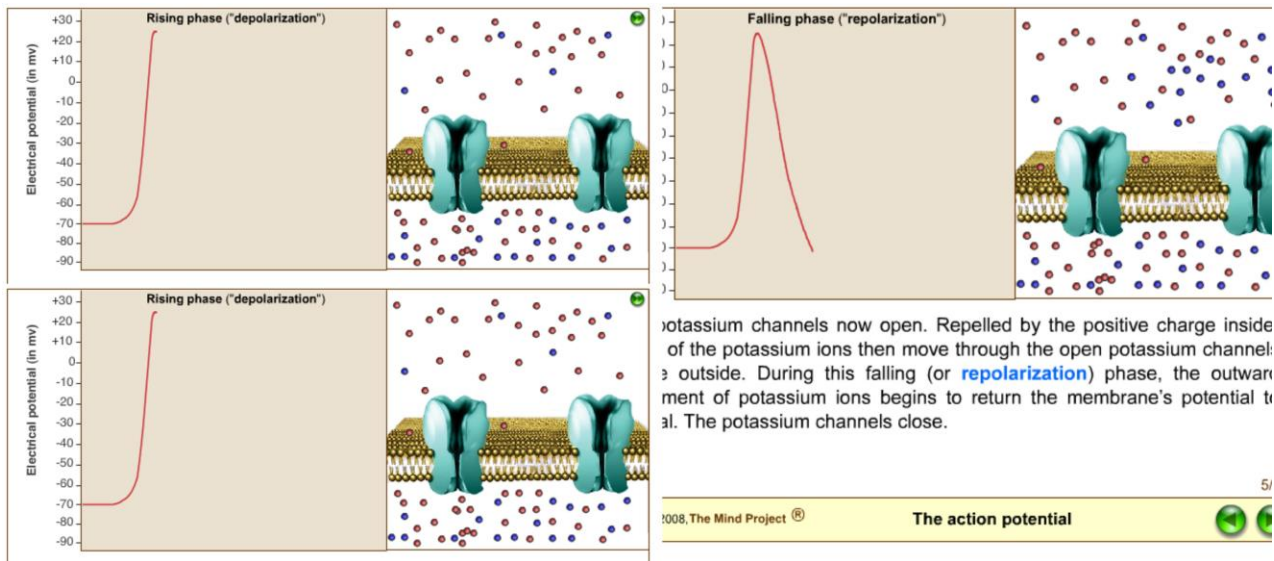 Rising phase ("depolarization")
Electrical potential (in mv)
+30
+20
+10
0
-10
-20
-30
-40
-50
-60
-70
-80
-90
Rising phase ("depolarization")
Electrical potential (in mv)
+30
+20
+10
0
-10
-20
-30
-40
-50
-60
-70
-80
-90
Falling phase ("repolarization")
potassium channels now open. Repelled by the positive charge inside
of the potassium ions then move through the open potassium channels
outside. During this falling (or repolarization) phase, the outward
ment of potassium ions begins to return the membrane's potential to
al. The potassium channels close.
5/
2008, The Mind Project ®
The action potential